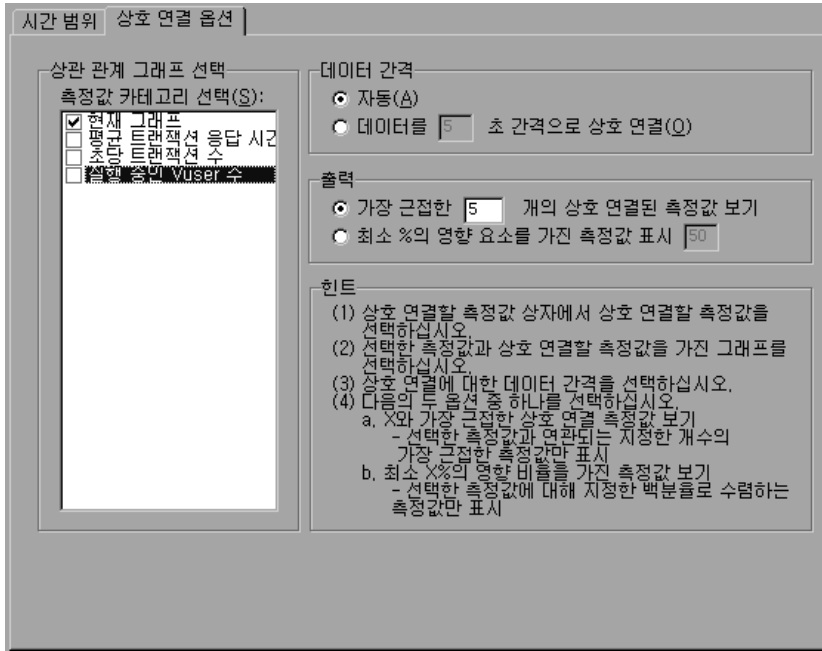 시간 범위
상호 연결 옵션
상관 관계 그래프 선택
측정값 카테고리 선택(S):
현재 그래프
평균 트랜잭션 응답 시간
초당 트랜잭션 수
실행 중인 Vuser 수
데이터 간격
자동(A)
데이터를 5 초 간격으로 상호 연결(O)
출력
가장 근접한 5 개의 상호 연결된 측정값 보기
최소 %의 영향 요소를 가진 측정값 표시 50
힌트
(1) 상호 연결할 측정값 상자에서 상호 연결할 측정값을
선택하십시오.
(2) 선택한 측정값과 상호 연결할 측정값을 가진 그래프를
선택하십시오.
(3) 상호 연결에 대한 데이터 간격을 선택하십시오.
(4) 다음의 두 옵션 중 하나를 선택하십시오.
a. X와 가장 근접한 상호 연결 측정값 보기
- 선택한 측정값과 연관되는 지정한 개수의
가장 근접한 측정값만 표시
b. 최소 X%의 영향 비율을 가진 측정값 보기
- 선택한 측정값에 대해 지정한 백분율로 수렴하는
측정값만 표시